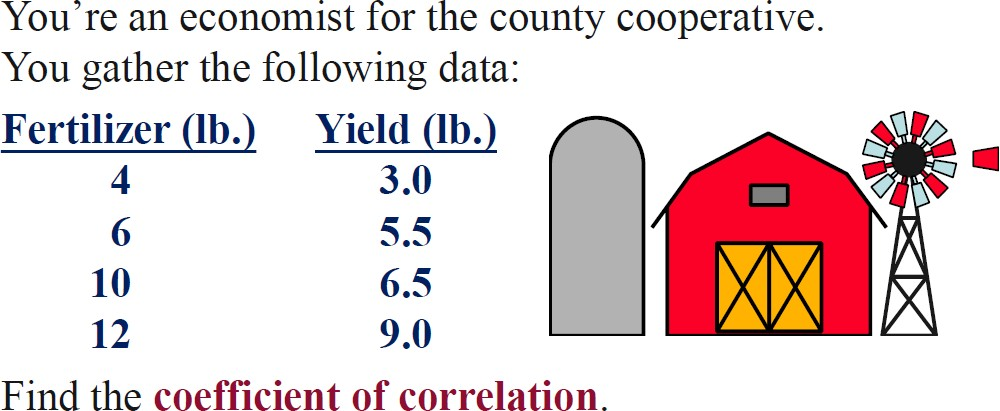 You’re an economist for the county cooperative.
You gather the following data:
Fertilizer (lb.) Yield (lb.)
4 3.0
6 5.5
10 6.5
12 9.0
Find the coefficient of correlation.